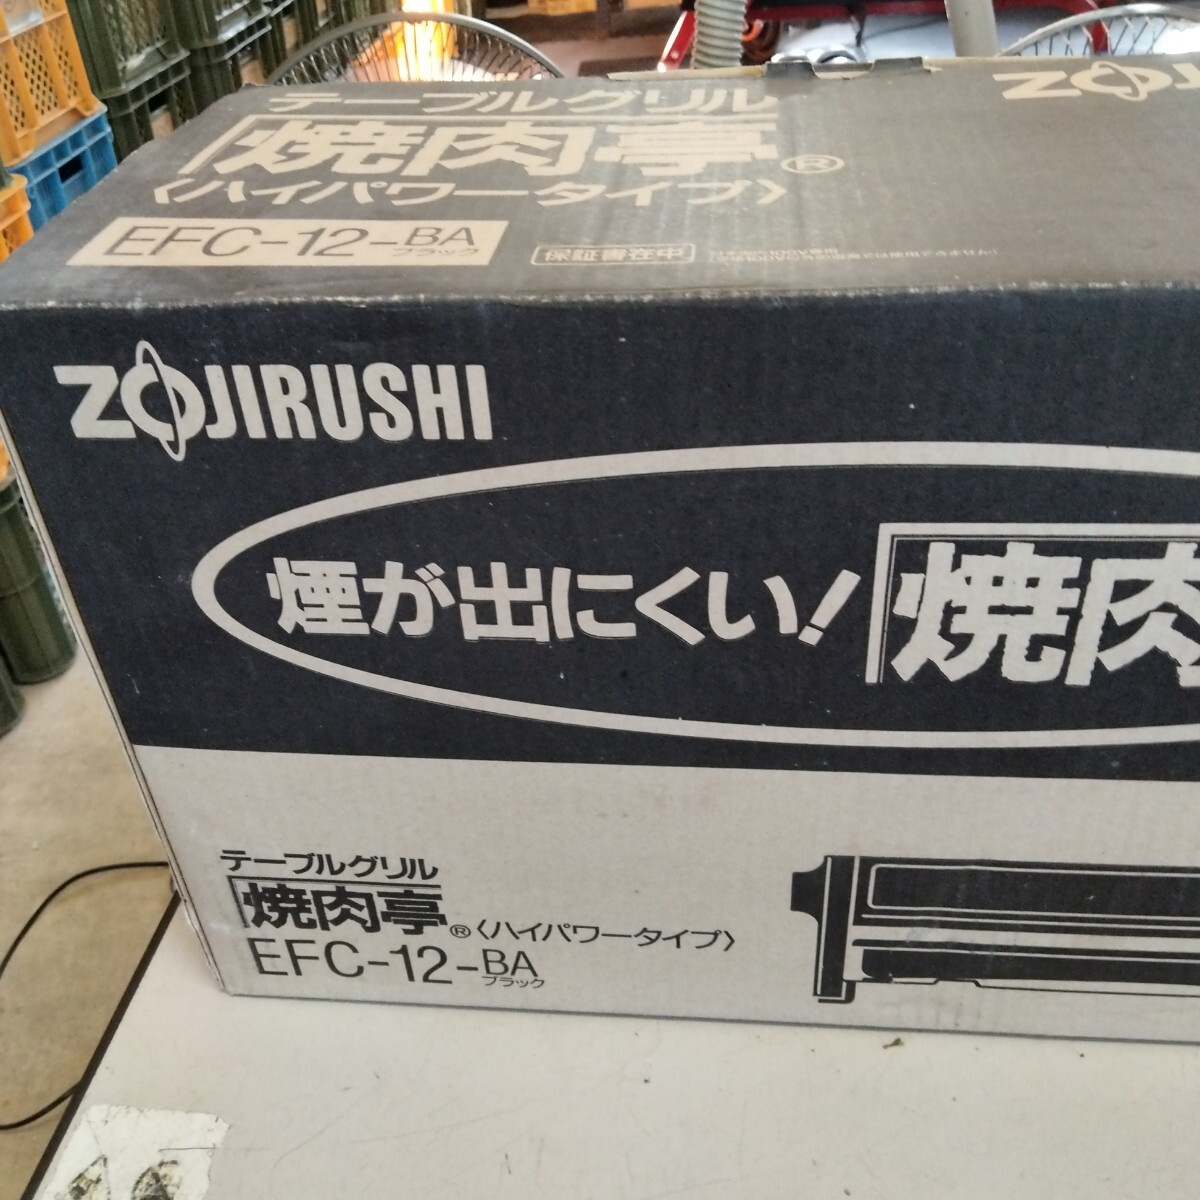 テーブルグリル
ZOJI
焼肉亭®
〈ハイパワータイプ〉
EFC-12-BA
ブラック
保証書在中
ZOJIRUSHI
煙が出にくい!
焼肉
テーブルグリル
焼肉亭®〈ハイパワータイプ〉
EFC-12-BA
ブラック